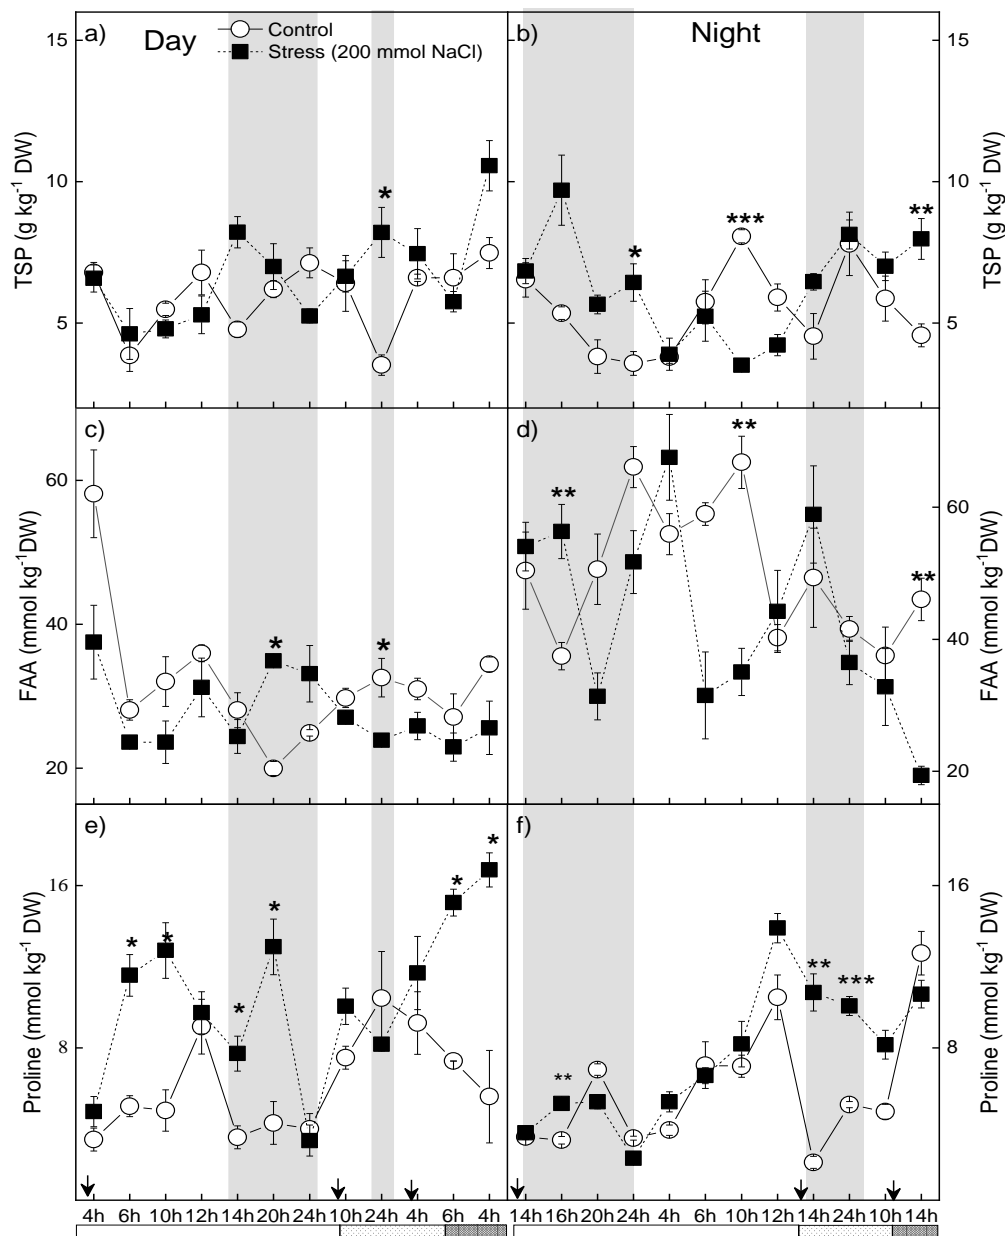 a) Day
Control
Stress (200 mmol NaCl)
b) Night
15
10
5
TSP (g kg⁻¹ DW)
*
* *** **
15
10
5
TSP (g kg⁻¹ DW)
c)
d)
60
40
20
FAA (mmol kg⁻¹DW)
* *
** ** **
60
40
20
FAA (mmol kg⁻¹DW)
e)
f)
16
8
Proline (mmol kg⁻¹ DW)
* * * * * *
** ** ***
16
8
Proline (mmol kg⁻¹ DW)
4h 6h 10h 12h 14h 20h 24h 10h 24h 4h 6h 4h
14h 16h 20h 24h 4h 6h 10h 12h 14h 24h 10h 14h